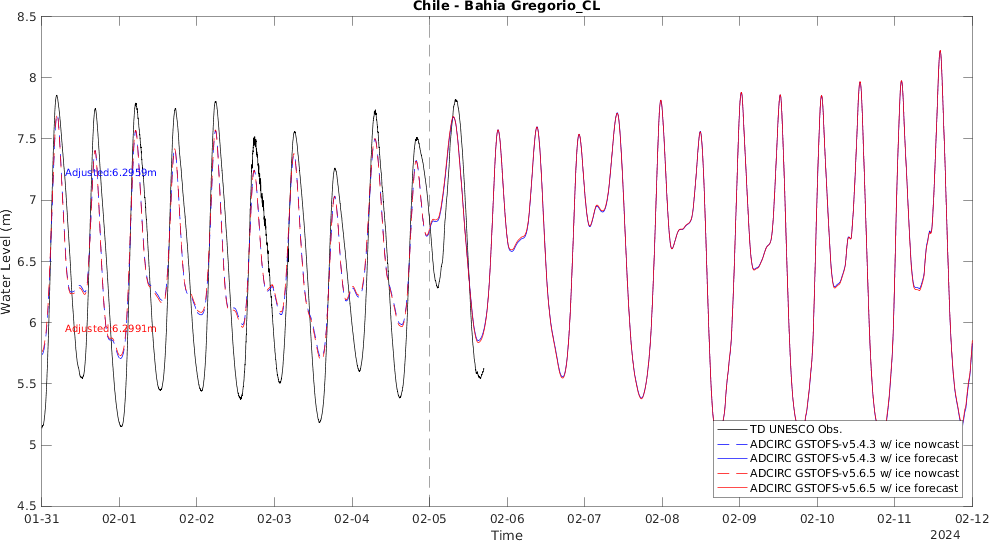 Chile - Bahia Gregorio_CL
8.5
8
7.5
7
6.5
6
5.5
5
4.5
Water Level (m)
Adjusted:6.2959m
Adjusted:6.2991m
TD UNESCO Obs.
ADCIRC GSTOFS-v5.4.3 w/ ice nowcast
ADCIRC GSTOFS-v5.4.3 w/ ice forecast
ADCIRC GSTOFS-v5.6.5 w/ ice nowcast
ADCIRC GSTOFS-v5.6.5 w/ ice forecast
01-31 02-01 02-02 02-03 02-04 02-05 02-06 02-07 02-08 02-09 02-10 02-11 02-12
Time
2024